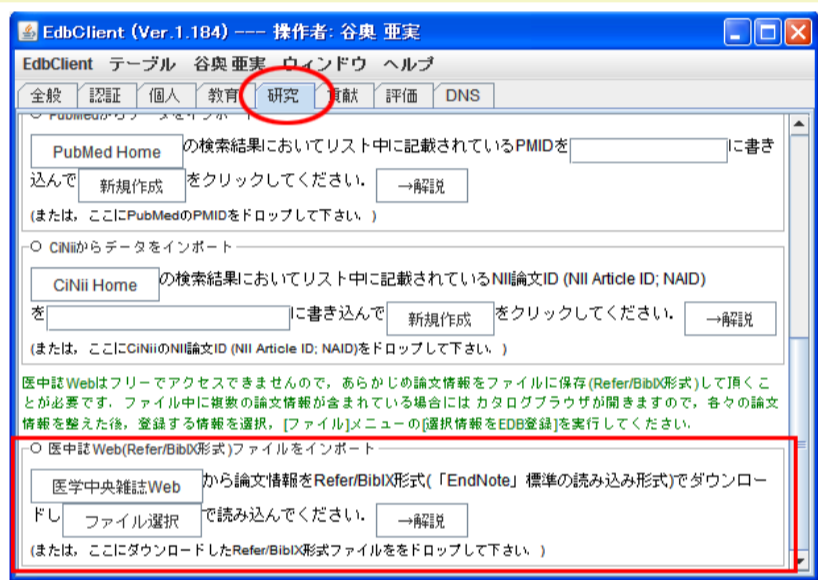 EdbClient (Ver.1.184) --- 操作者: 谷奥 亜実
EdbClient テーブル 谷奥 亜実 ウィンドウ ヘルプ
全般 認証 個人 教育 研究 貢献 評価 DNS
PubMedからデータをインポート
PubMed Home の検索結果においてリスト中に記載されているPMIDを に書き
込んで 新規作成 をクリックしてください. →解説
(または, ここにPubMedのPMIDをドロップして下さい. )
CiNiiからデータをインポート
CiNii Home の検索結果においてリスト中に記載されているNII論文ID (NII Article ID; NAID)
を に書き込んで 新規作成 をクリックしてください. →解説
(または, ここにCiNiiのNII論文ID (NII Article ID; NAID)をドロップして下さい. )
医中誌Webはフリーでアクセスできませんので, あらかじめ論文情報をファイルに保存(Refer/BibIX形式)して頂くこ
とが必要です. ファイル中に複数の論文情報が含まれている場合には カタログブラウザが開きますので, 各々の論文
情報を整えた後, 登録する情報を選択, [ファイル]メニューの[選択情報をEDB登録]を実行してください.
医中誌Web(Refer/BibIX形式)ファイルをインポート
医学中央雑誌Web から論文情報をRefer/BibIX形式(「EndNote」標準の読み込み形式)でダウンロー
ドし ファイル選択 で読み込んでください. →解説
(または, ここにダウンロードしたRefer/BibIX形式ファイルををドロップして下さい. )